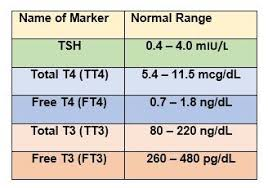 Name of Marker Normal Range
TSH 0.4 – 4.0 mIU/L
Total T4 (TT4) 5.4 – 11.5 mcg/dL
Free T4 (FT4) 0.7 – 1.8 ng/dL
Total T3 (TT3) 80 – 220 ng/dL
Free T3 (FT3) 260 – 480 pg/dL